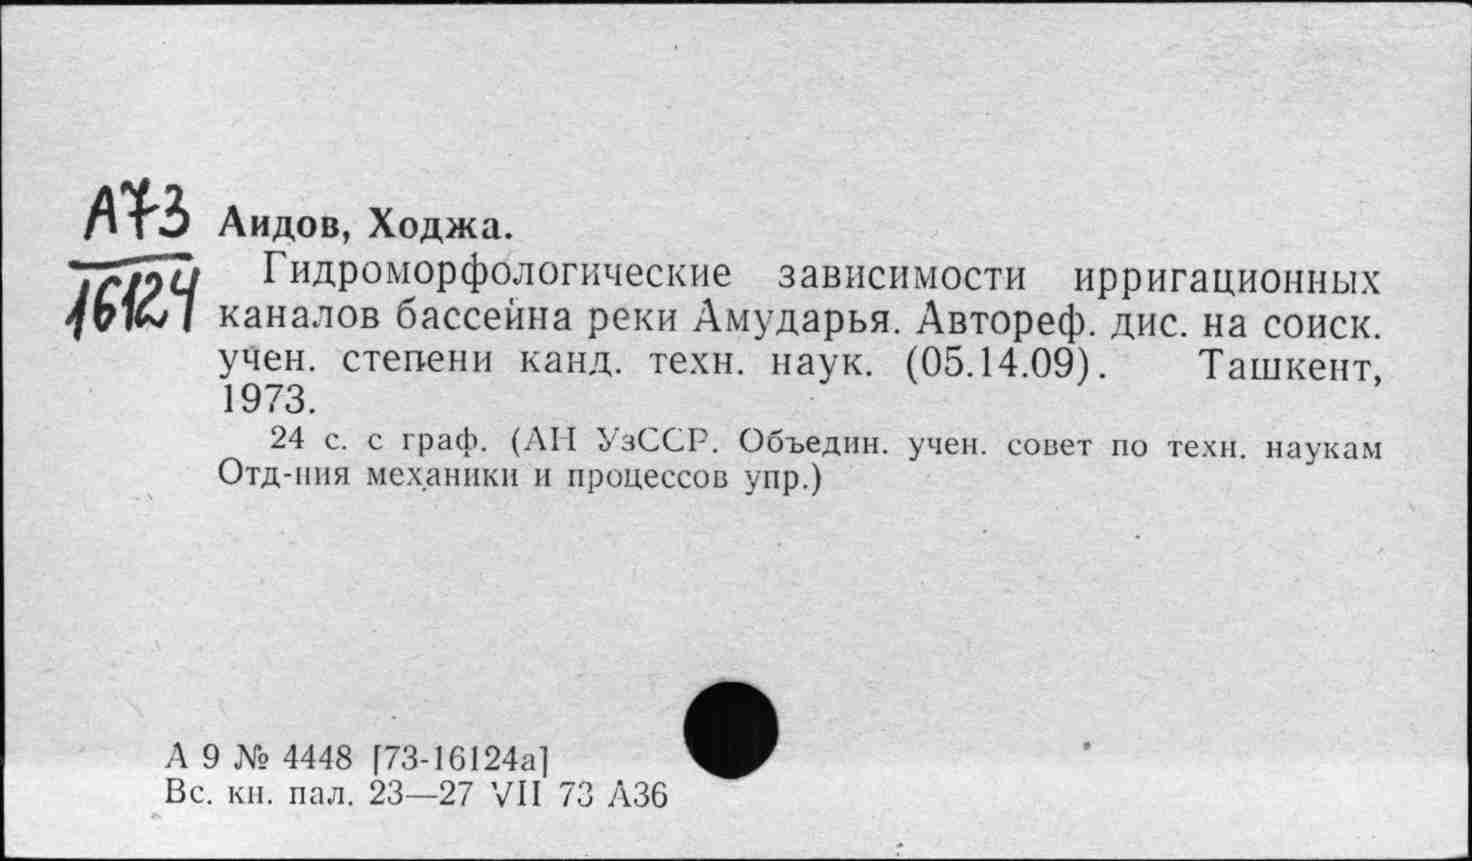 А73
16124
Аидов, Ходжа.
Гидроморфологические зависимости ирригационных
каналов бассейна реки Амударья. Автореф. дис. на соиск.
учен. степени канд. техн. наук. (05.14.09). Ташкент,
1973.
24 с. с граф. (АН УзССР. Объедин. учен. совет по техн. наукам
Отд-ния механики и процессов упр.)
А 9 № 4448 [73-16124а]
Вс. кн. пал. 23—27 VII 73 А36